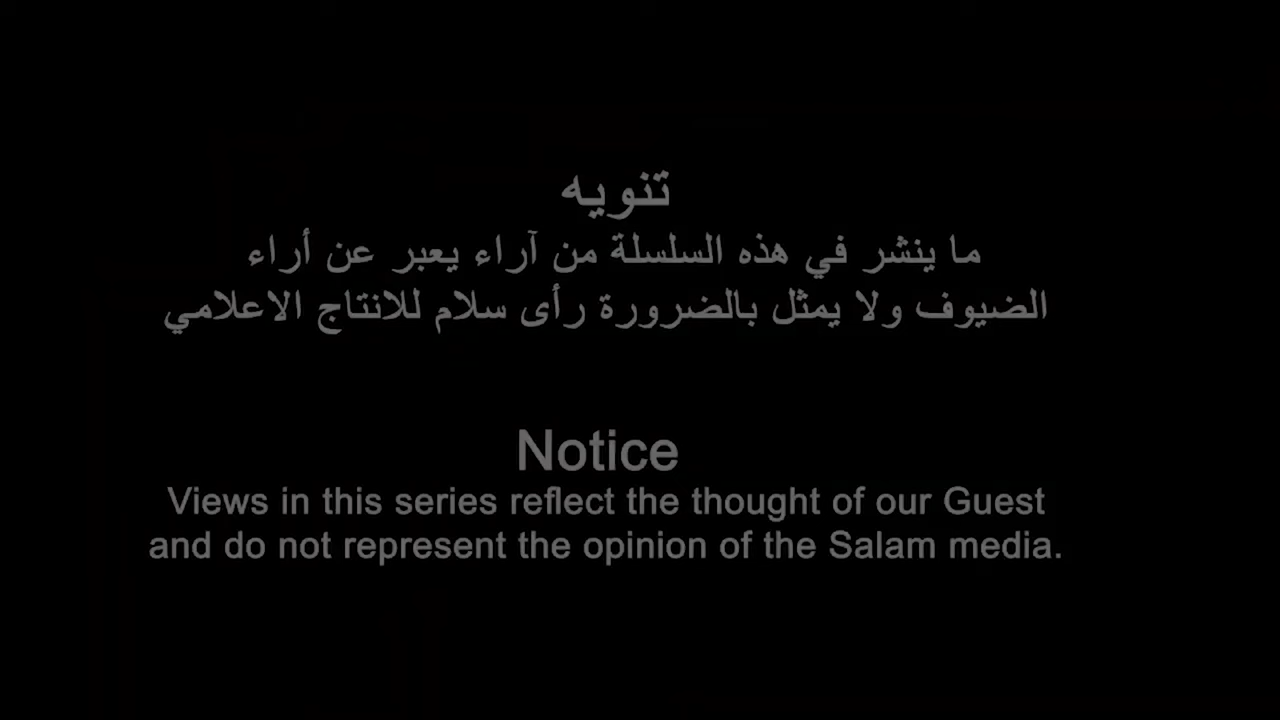 تنويه
ما ينشر في هذه السلسلة من آراء يعبر عن أراء
الضيوف ولا يمثل بالضرورة رأى سلام للانتاج الاعلامي
Notice
Views in this series reflect the thought of our Guest
and do not represent the opinion of the Salam media.